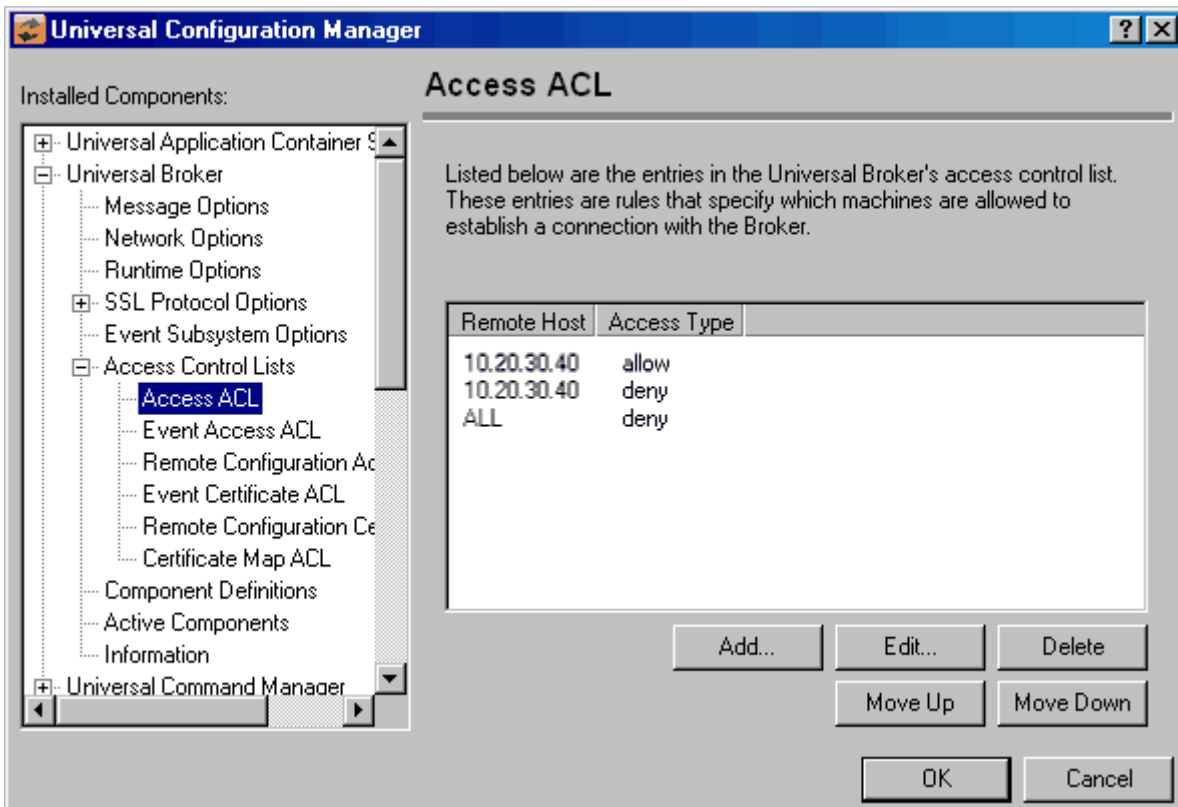 Universal Configuration Manager
Installed Components:
Universal Application Container S
Universal Broker
Message Options
Network Options
Runtime Options
SSL Protocol Options
Event Subsystem Options
Access Control Lists
Access ACL
Event Access ACL
Remote Configuration Ac
Event Certificate ACL
Remote Configuration Ce
Certificate Map ACL
Component Definitions
Active Components
Information
Universal Command Manager
Access ACL
Listed below are the entries in the Universal Broker's access control list.
These entries are rules that specify which machines are allowed to
establish a connection with the Broker.
Remote Host Access Type
10.20.30.40 allow
10.20.30.40 deny
ALL deny
Add... Edit... Delete
Move Up Move Down
OK Cancel